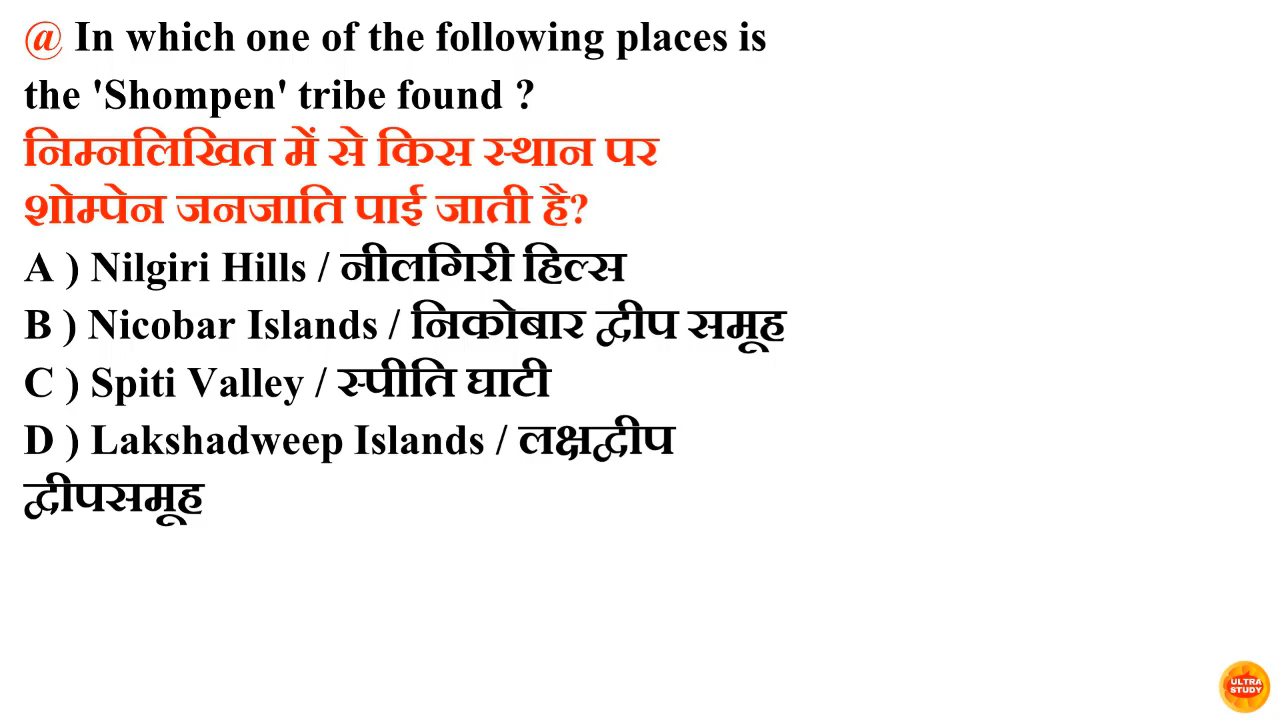 @ In which one of the following places is
the 'Shompen' tribe found ?
निम्नलिखित में से किस स्थान पर
शोम्पेन जनजाति पाई जाती है?
A ) Nilgiri Hills / नीलगिरी हिल्स
B ) Nicobar Islands / निकोबार द्वीप समूह
C ) Spiti Valley / स्पीति घाटी
D ) Lakshadweep Islands / लक्षद्वीप
द्वीपसमूह
ULTRA
STUDY